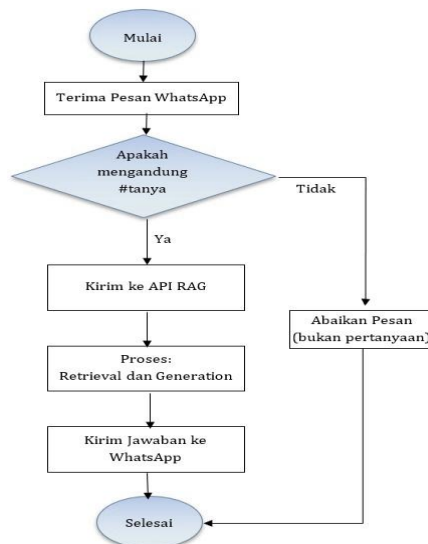 Mulai
Terima Pesan WhatsApp
Apakah
mengandung
#tanya
Tidak
Ya
Kirim ke API RAG
Abaikan Pesan
(bukan pertanyaan)
Proses:
Retrieval dan Generation
Kirim Jawaban ke
WhatsApp
Selesai